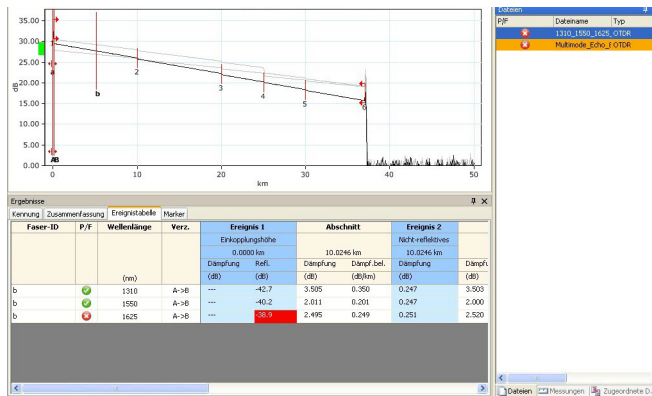 35.00
30.00
25.00
20.00
15.00
10.00
5.00
0.00
dB
a
b
1
2
3
4
5
6
AB
0 10 20 30 40 50
km
Dateien
P/F Dateiname Typ
1310_1550_1625_ OTDR
Multimode_Echo_E OTDR
Ergebnisse
Kennung Zusammenfassung Ereignistabelle Marker
Faser-ID P/F Wellenlänge Verz. Ereignis 1 Abschnitt Ereignis 2
Einkopplungshöhe Nicht-reflektives
0.0000 km 10.0246 km 10.0246 km
Dämpfung Refl. Dämpfung Dämpf.bel. Dämpfung Dämpfu
(nm) (dB) (dB) (dB) (dB/km) (dB) (dB)
b 1310 A->B --- -42.7 3.505 0.350 0.247 3.503
b 1550 A->B --- -40.2 2.011 0.201 0.247 2.000
b 1625 A->B --- -38.9 2.495 0.249 0.251 2.520
Dateien Messungen Zugeordnete D..